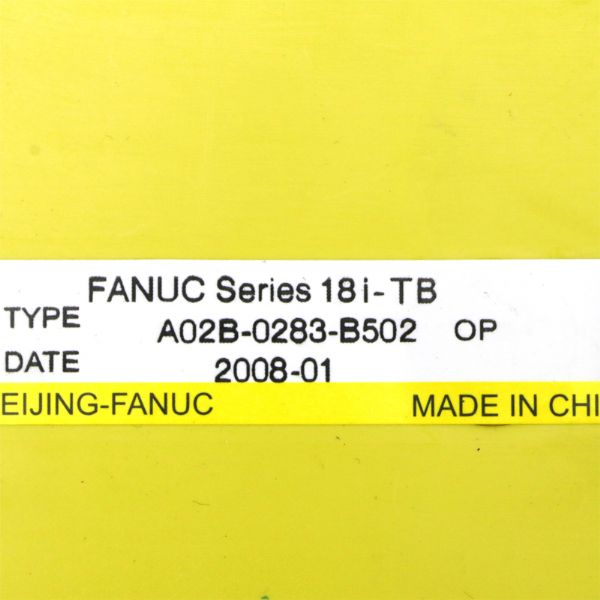 FANUC Series 18i-TB
TYPE A02B-0283-B502 OP
DATE 2008-01
EIJING-FANUC MADE IN CHI